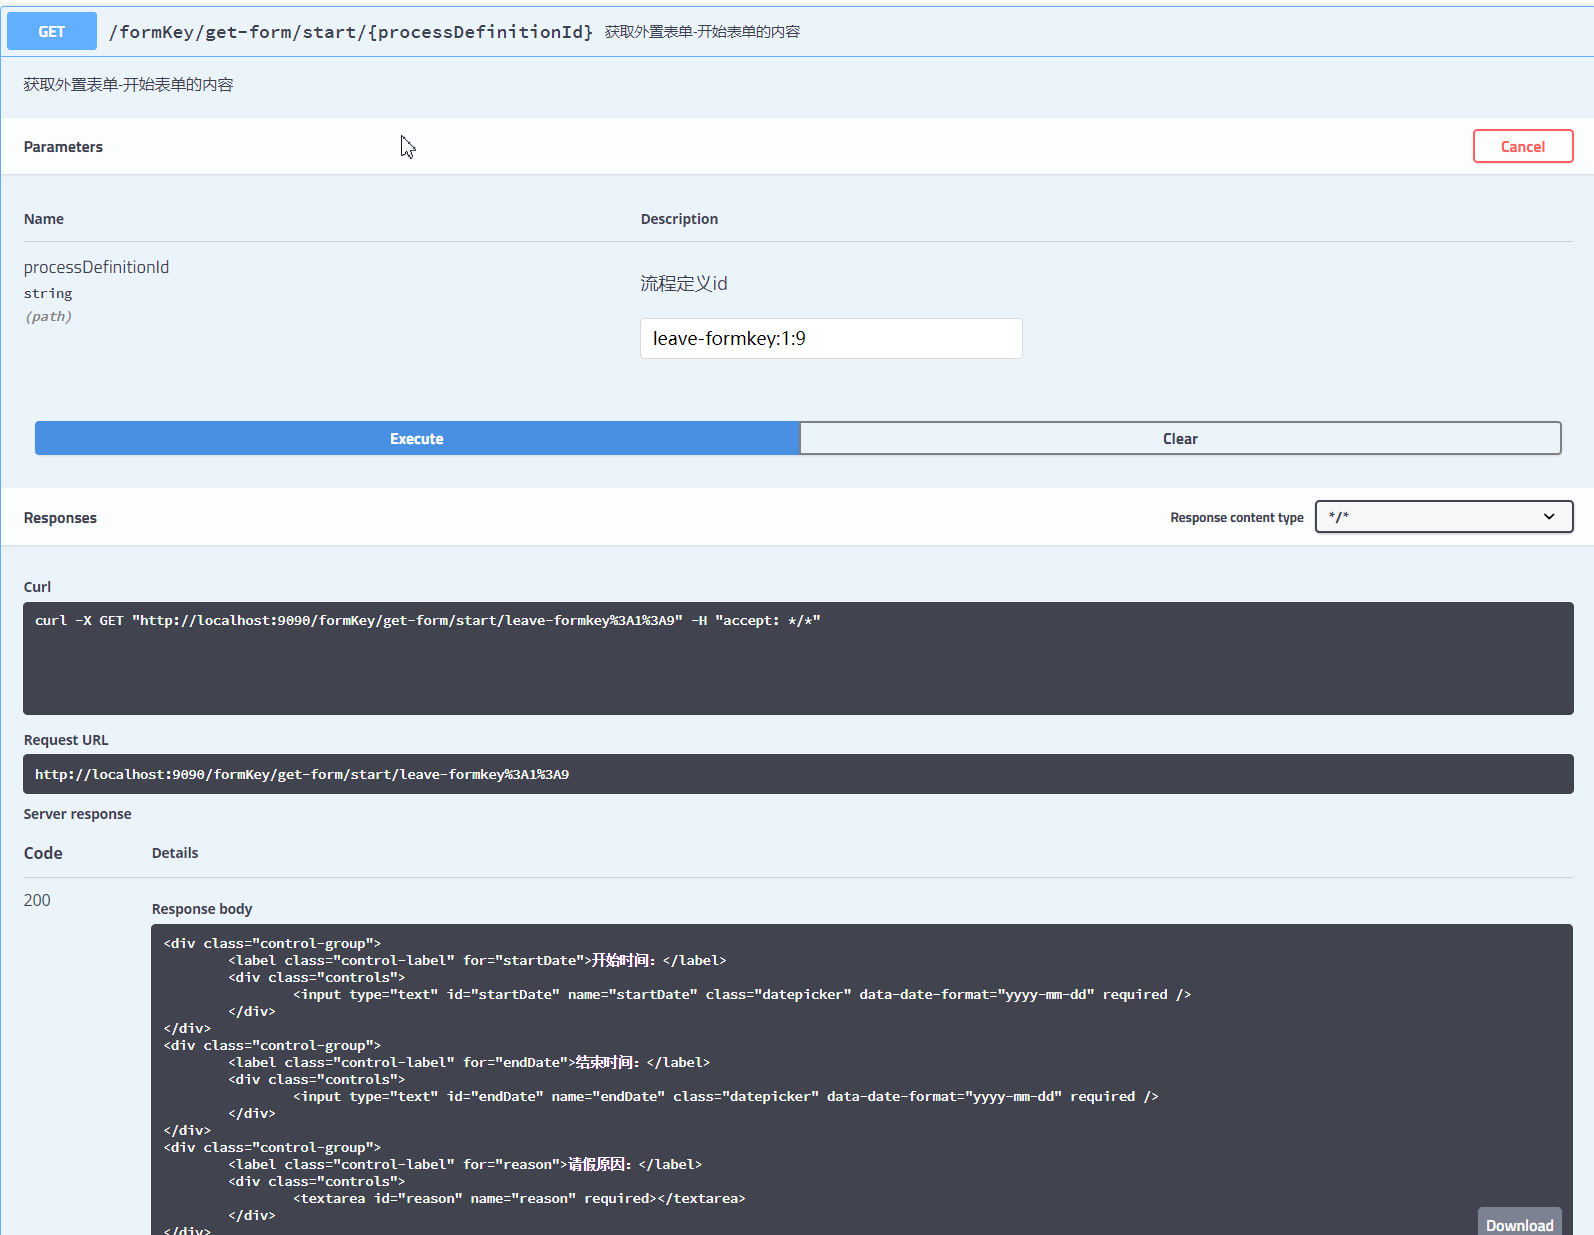 GET /formKey/get-form/start/{processDefinitionId} 获取外置表单-开始表单的内容
获取外置表单-开始表单的内容
Parameters Cancel
Name Description
processDefinitionId
string
(path)
流程定义id
leave-formkey:1:9
Execute Clear
Responses Response content type */*
Curl
curl -X GET "http://localhost:9090/formKey/get-form/start/leave-formkey%3A1%3A9" -H "accept: */*"
Request URL
http://localhost:9090/formKey/get-form/start/leave-formkey%3A1%3A9
Server response
Code Details
200
Response body
<div class="control-group">
<label class="control-label" for="startDate">开始时间：</label>
<div class="controls">
<input type="text" id="startDate" name="startDate" class="datepicker" data-date-format="yyyy-mm-dd" required />
</div>
</div>
<div class="control-group">
<label class="control-label" for="endDate">结束时间：</label>
<div class="controls">
<input type="text" id="endDate" name="endDate" class="datepicker" data-date-format="yyyy-mm-dd" required />
</div>
</div>
<div class="control-group">
<label class="control-label" for="reason">请假原因：</label>
<div class="controls">
<textarea id="reason" name="reason" required></textarea>
</div>
</div>
Download